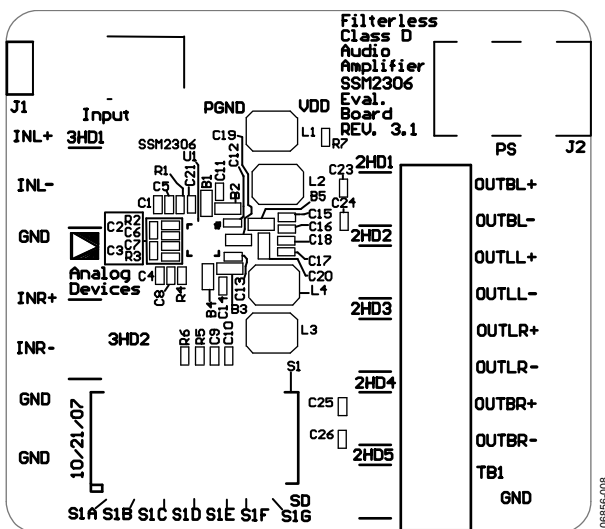 Filterless
Class D
Audio
Amplifier
SSM2306
Eval.
Board
REV. 3.1
J1
Input
PGND
VDD
PS
J2
INL+
3HD1
C19
C12
L1
R7
SSM2306
U1
2HD1
INL-
R1
C5
C21
B1
C11
B2
L2
B5
C23
OUTBL+
C1
C15
C24
OUTBL-
GND
C2
R2
C6
C16
2HD2
C7
C18
C3
R3
C17
OUTLL+
Analog
Devices
C4
C20
INR+
C8
R4
B4
C14
C13
B3
L4
OUTLL-
2HD3
INR-
3HD2
R6
R5
C9
C10
L3
OUTLR+
OUTLR-
S1
2HD4
GND
C25
OUTBR+
10/21/07
C26
OUTBR-
GND
2HD5
TB1
SD
GND
S1A
S1B
S1C
S1D
S1E
S1F
S1G
06856-008